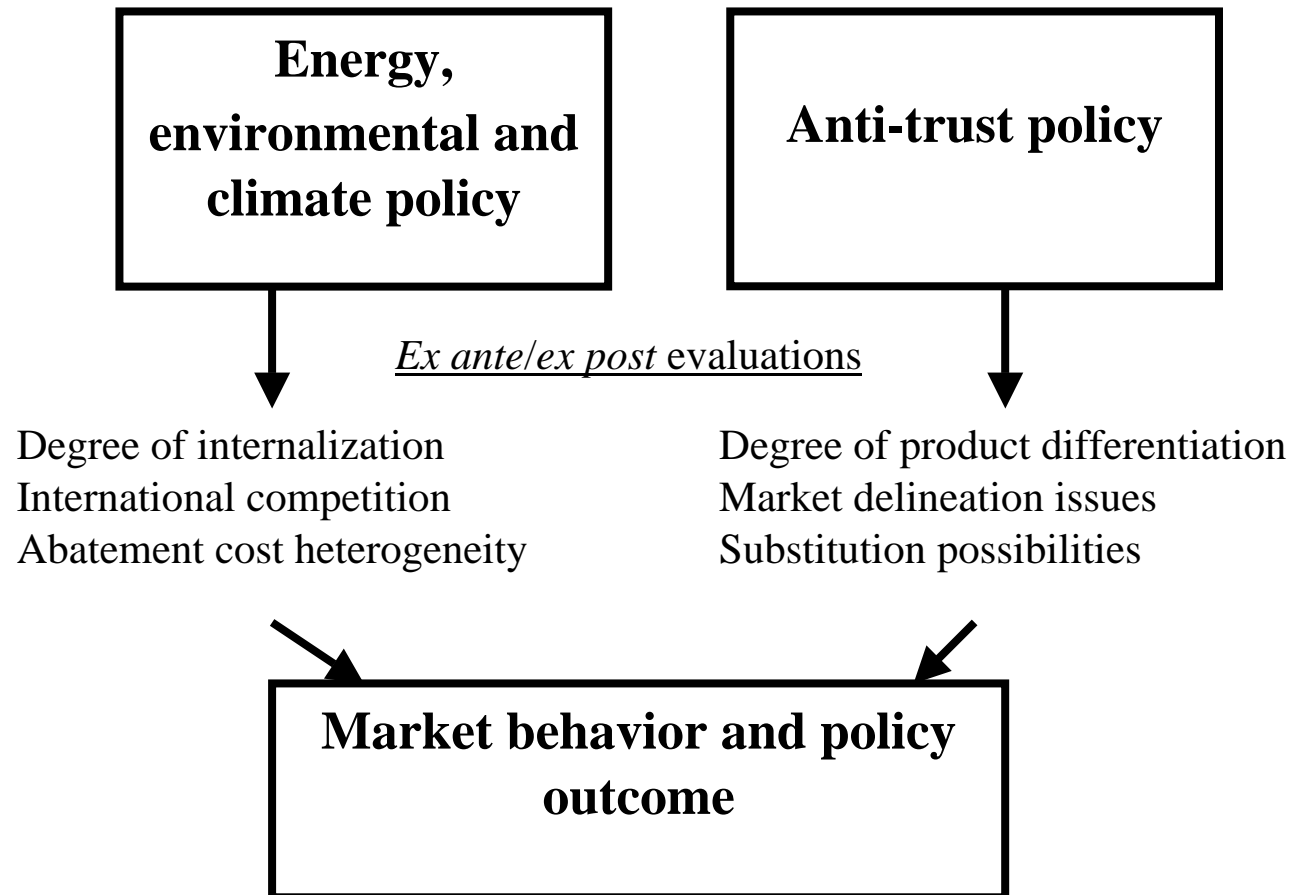 Energy,
environmental and
climate policy
Anti-trust policy
Ex ante/ex post evaluations
Degree of internalization
International competition
Abatement cost heterogeneity
Degree of product differentiation
Market delineation issues
Substitution possibilities
Market behavior and policy
outcome